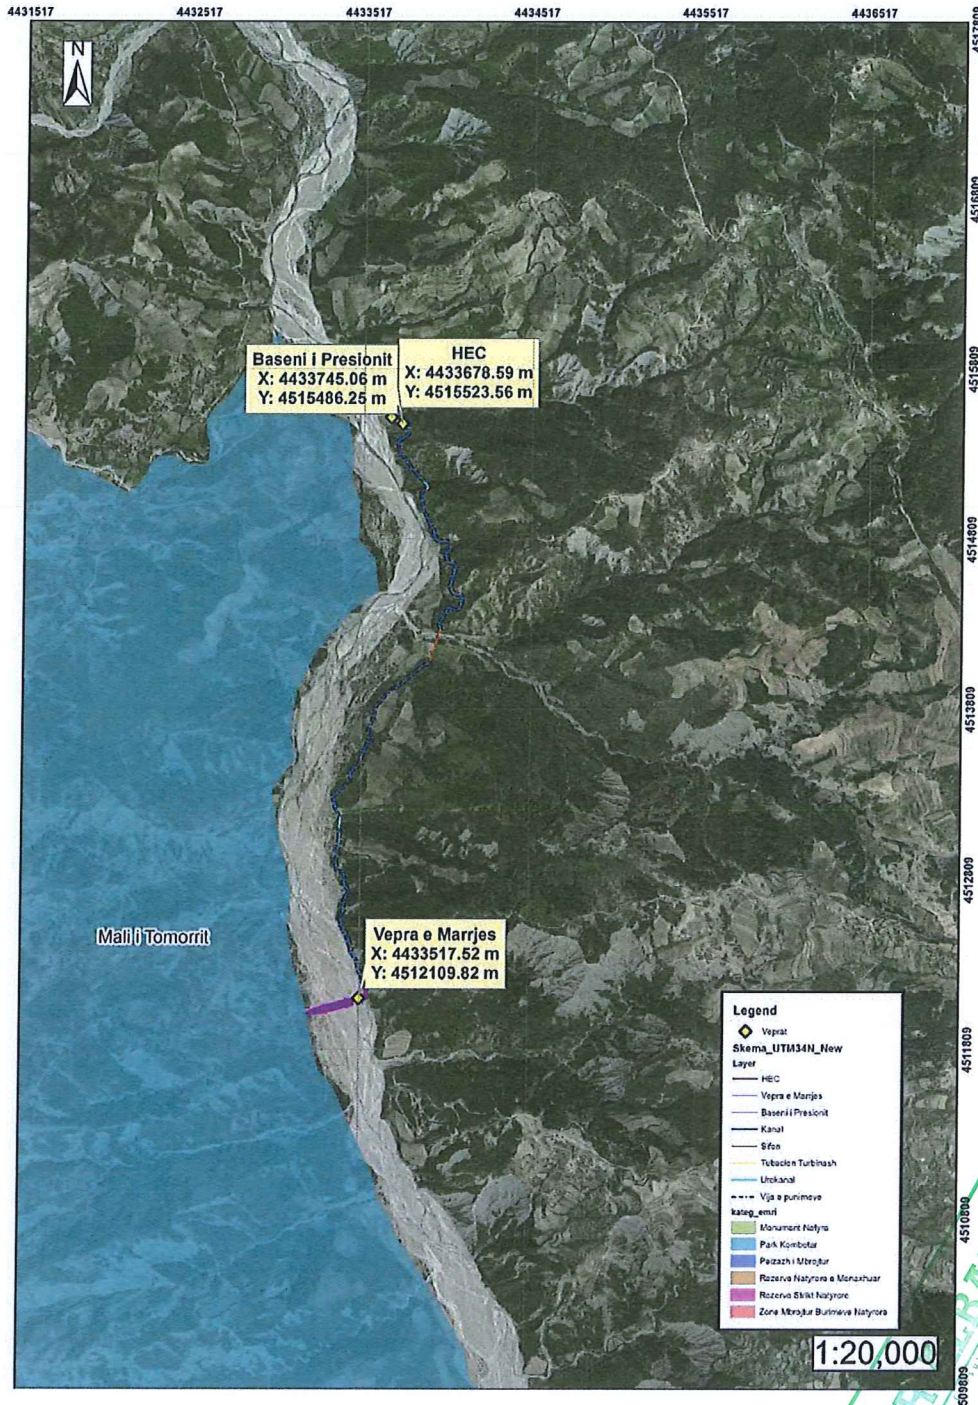 4431517 4432517 4433517 4434517 4435517 4436517
N
4516809
4515809
4514809
4513809
4512809
4511809
4510809
Baseni i Presionit
X: 4433745.06 m
Y: 4515486.25 m
HEC
X: 4433678.59 m
Y: 4515523.56 m
Mali i Tomorrit
Vepra e Marrjes
X: 4433517.52 m
Y: 4512109.82 m
Legend
Veprat
Skema_UTM34N_New
Layer
HEC
Vepra e Marrjes
Baseni i Presionit
Kanal
Sifon
Tubacion Turbinash
Urekanal
Vija e punimeve
kateg_emri
Monument Natyra
Park Kombetar
Peizazh i Mbrojtur
Rezerve Natyrore e Menaxhuar
Rezerve Strikt Natyrore
Zone Mbrojtur Burimeve Natyrore
1:20,000